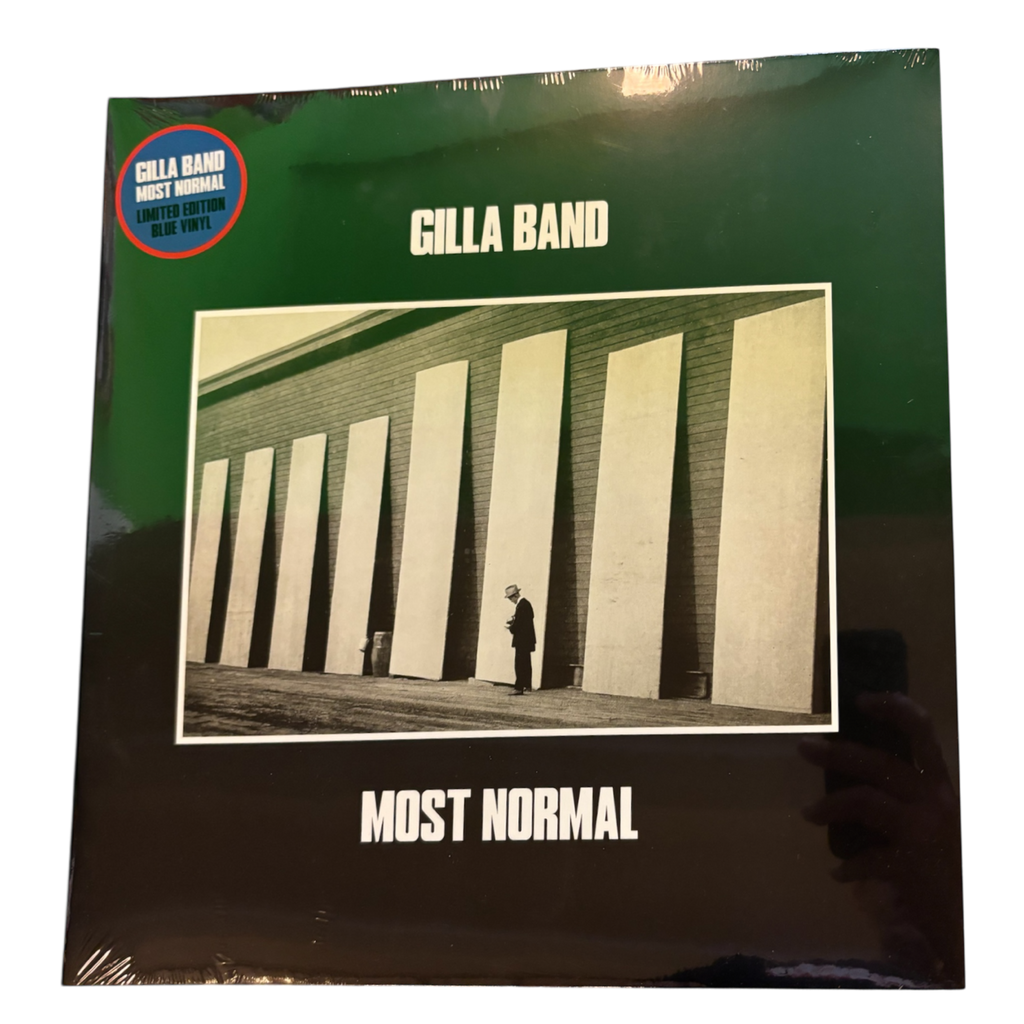 GILLA BAND
MOST NORMAL
LIMITED EDITION
BLUE VINYL
GILLA BAND
MOST NORMAL